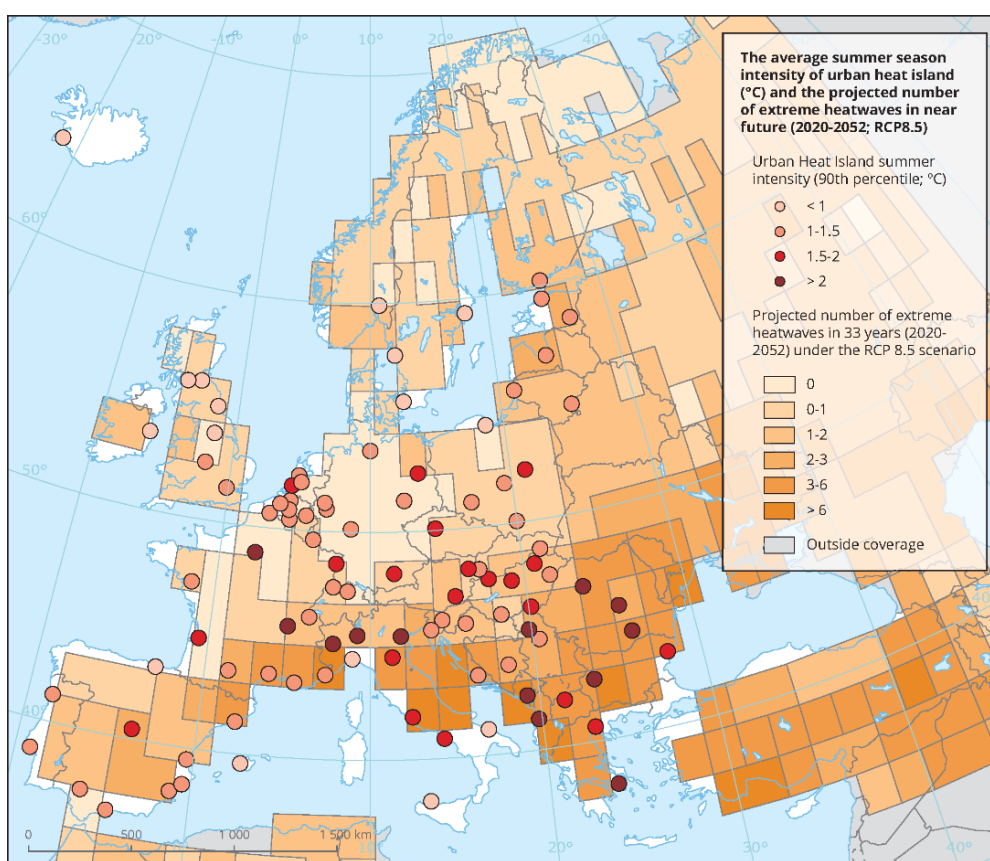 -30°
-20°
-10°
0°
10°
20°
30°
40°
50°
60°
50°
40°
40°
20°
30°
40°
The average summer season
intensity of urban heat island
(°C) and the projected number
of extreme heatwaves in near
future (2020-2052; RCP8.5)
Urban Heat Island summer
intensity (90th percentile; °C)
< 1
1-1.5
1.5-2
> 2
Projected number of extreme
heatwaves in 33 years (2020-
2052) under the RCP 8.5 scenario
0
0-1
1-2
2-3
3-6
> 6
Outside coverage
0 500 1 000 1 500 km